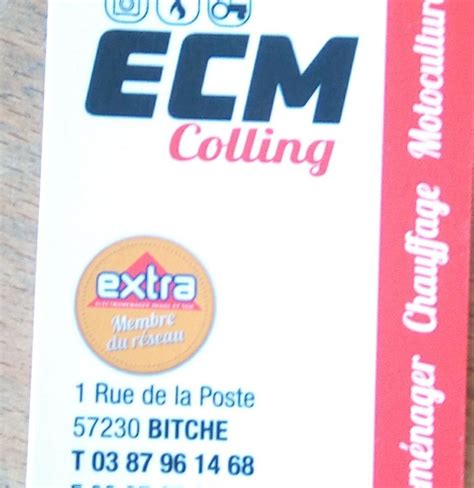 ECM
Colling
extra
Membre
du réseau
1 Rue de la Poste
57230 BITCHE
T 03 87 96 14 68
ménager Chauffage Motoculture